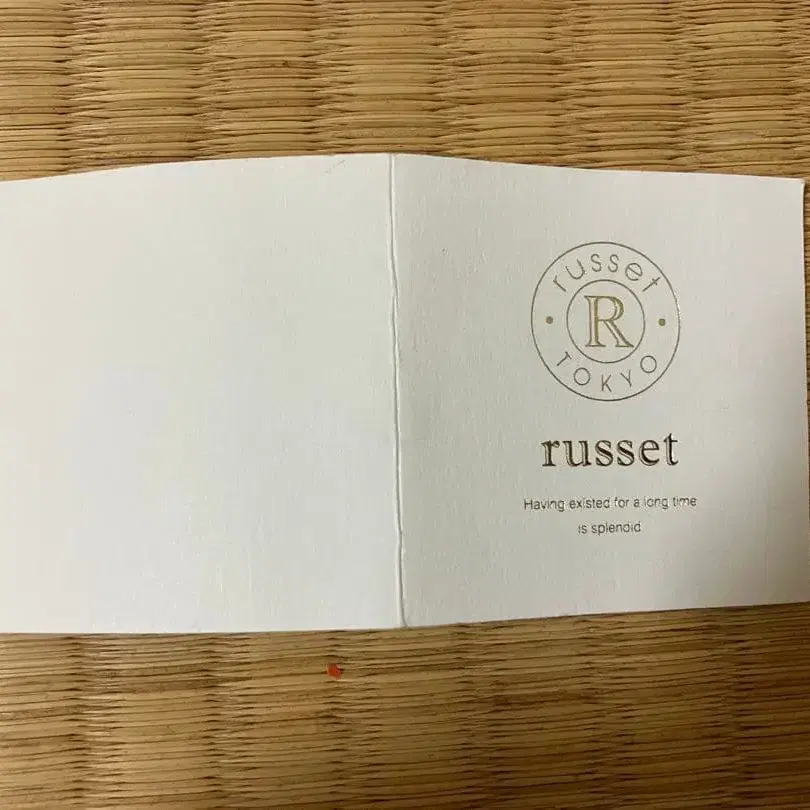 russet
R
TOKYO
russet
Having existed for a long time
is splendid